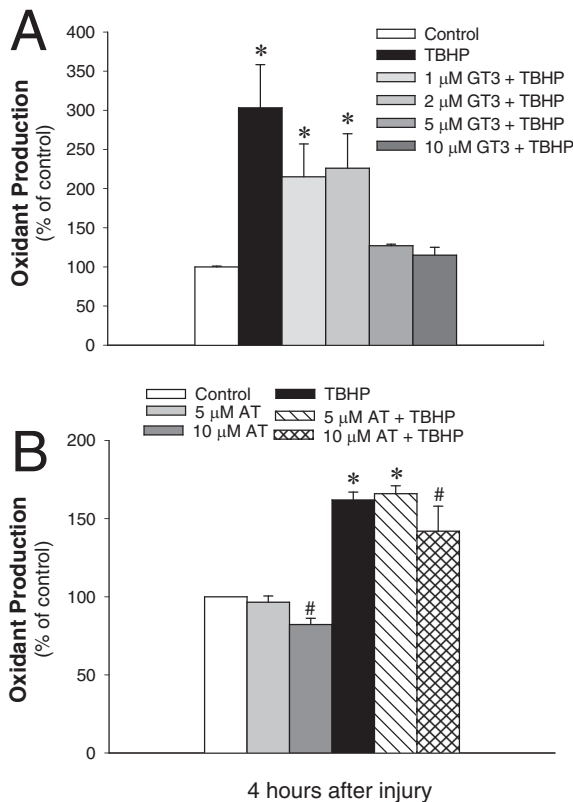 A
Oxidant Production
(% of control)
400
350
300
250
200
150
100
50
0
*
*
*
Control
TBHP
1 µM GT3 + TBHP
2 µM GT3 + TBHP
5 µM GT3 + TBHP
10 µM GT3 + TBHP
B
Control
5 µM AT
10 µM AT
TBHP
5 µM AT + TBHP
10 µM AT + TBHP
Oxidant Production
(% of control)
200
150
100
50
0
#
*
*
#
4 hours after injury